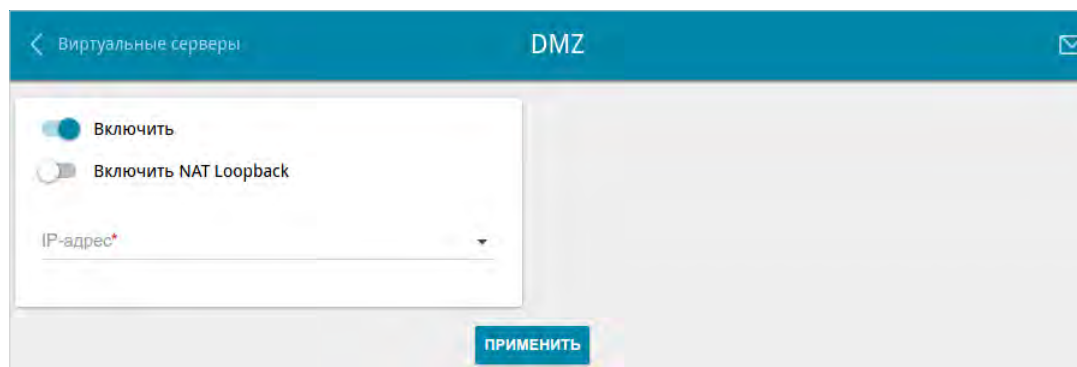 Виртуальные серверы
DMZ
Включить
Включить NAT Loopback
IP-адрес*
ПРИМЕНИТЬ